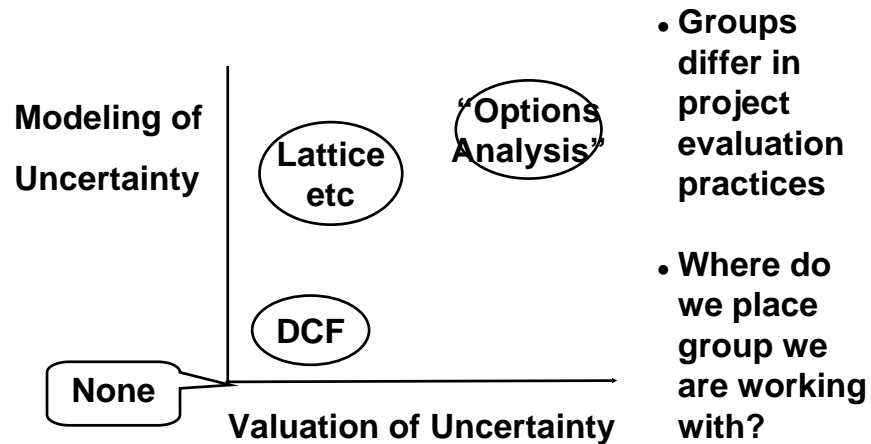 Modeling of
Uncertainty
Lattice
etc
“Options
Analysis”
DCF
None
Valuation of Uncertainty
• Groups
differ in
project
evaluation
practices
• Where do
we place
group we
are working
with?